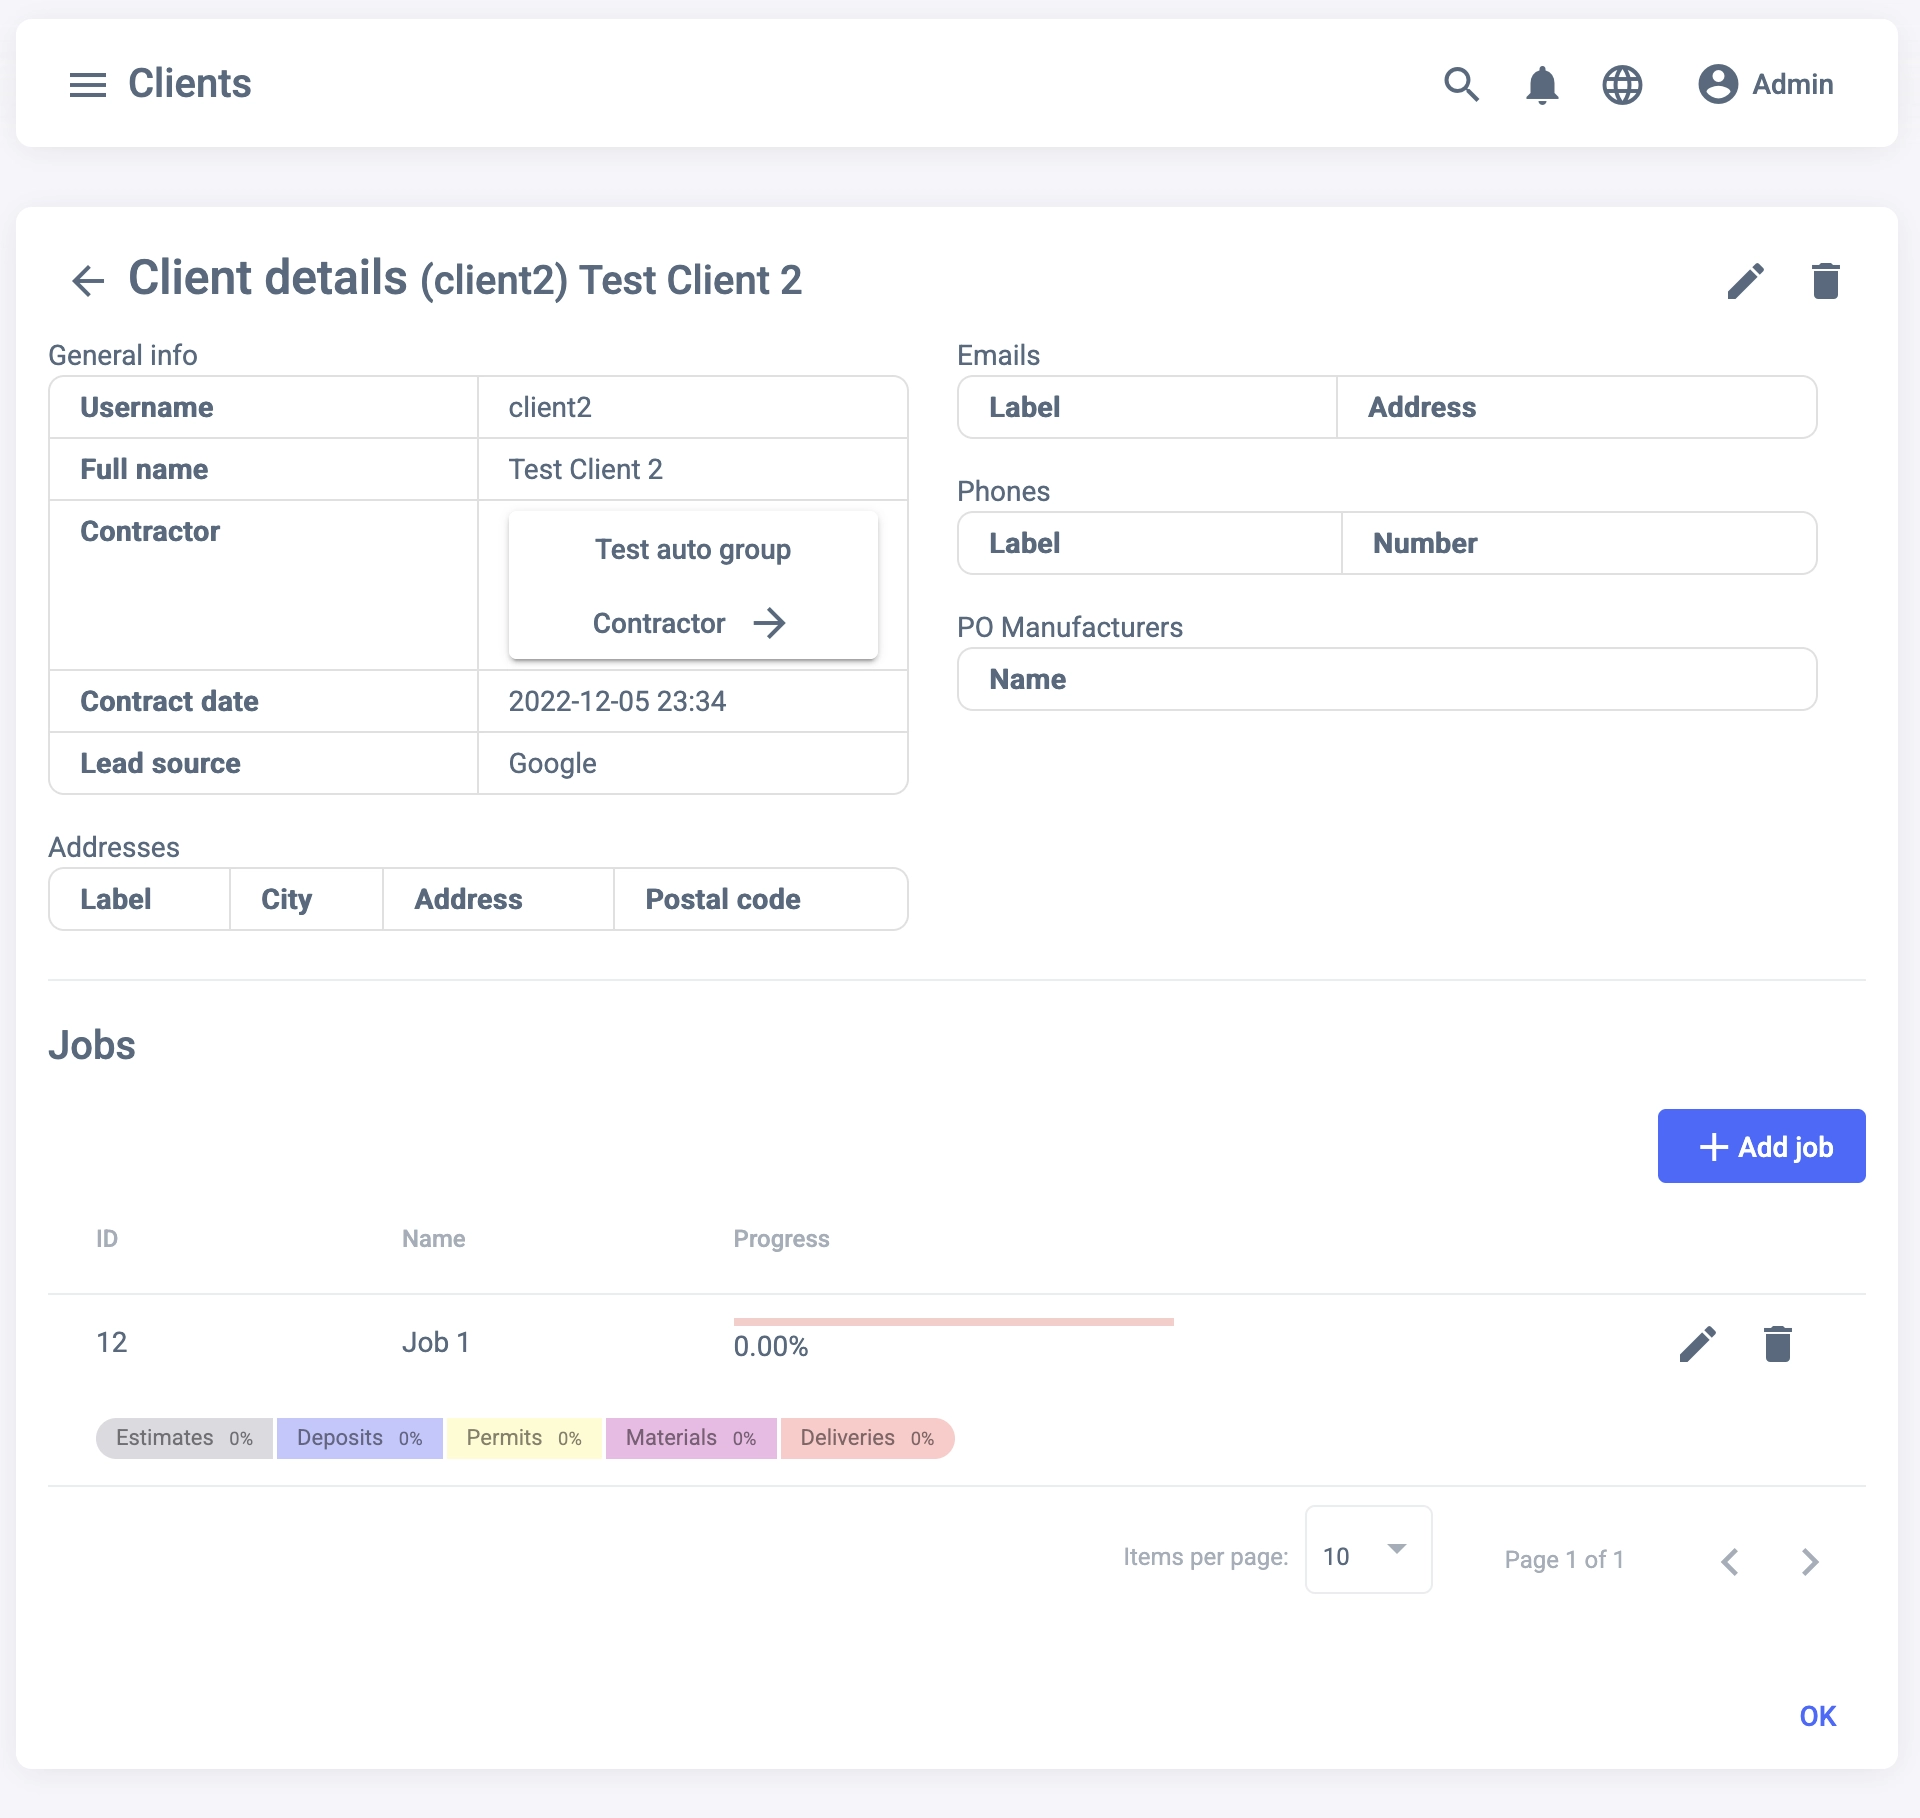 Clients
Admin
Client details (client2) Test Client 2
General info
Username client2
Full name Test Client 2
Contractor Test auto group
Contractor
Contract date 2022-12-05 23:34
Lead source Google
Addresses
Label City Address Postal code
Emails
Label Address
Phones
Label Number
PO Manufacturers
Name
Jobs
Add job
ID Name Progress
12 Job 1 0.00%
Estimates 0% Deposits 0% Permits 0% Materials 0% Deliveries 0%
Items per page: 10 Page 1 of 1
OK